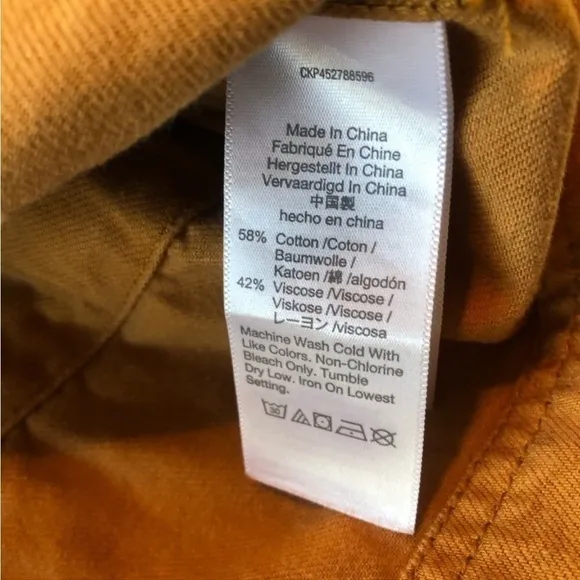 CXP452788596
Made In China
Fabriqué En Chine
Hergestellt In China
Vervaardigd In China
中国製
hecho en china
58% Cotton /Coton /
Baumwolle /
Katoen /綿 /algodón
42% Viscose /Viscose /
Viskose /Viscose /
レーヨン /viscosa
Machine Wash Cold With
Like Colors. Non-Chlorine
Bleach Only. Tumble
Dry Low. Iron On Lowest
Setting.
30